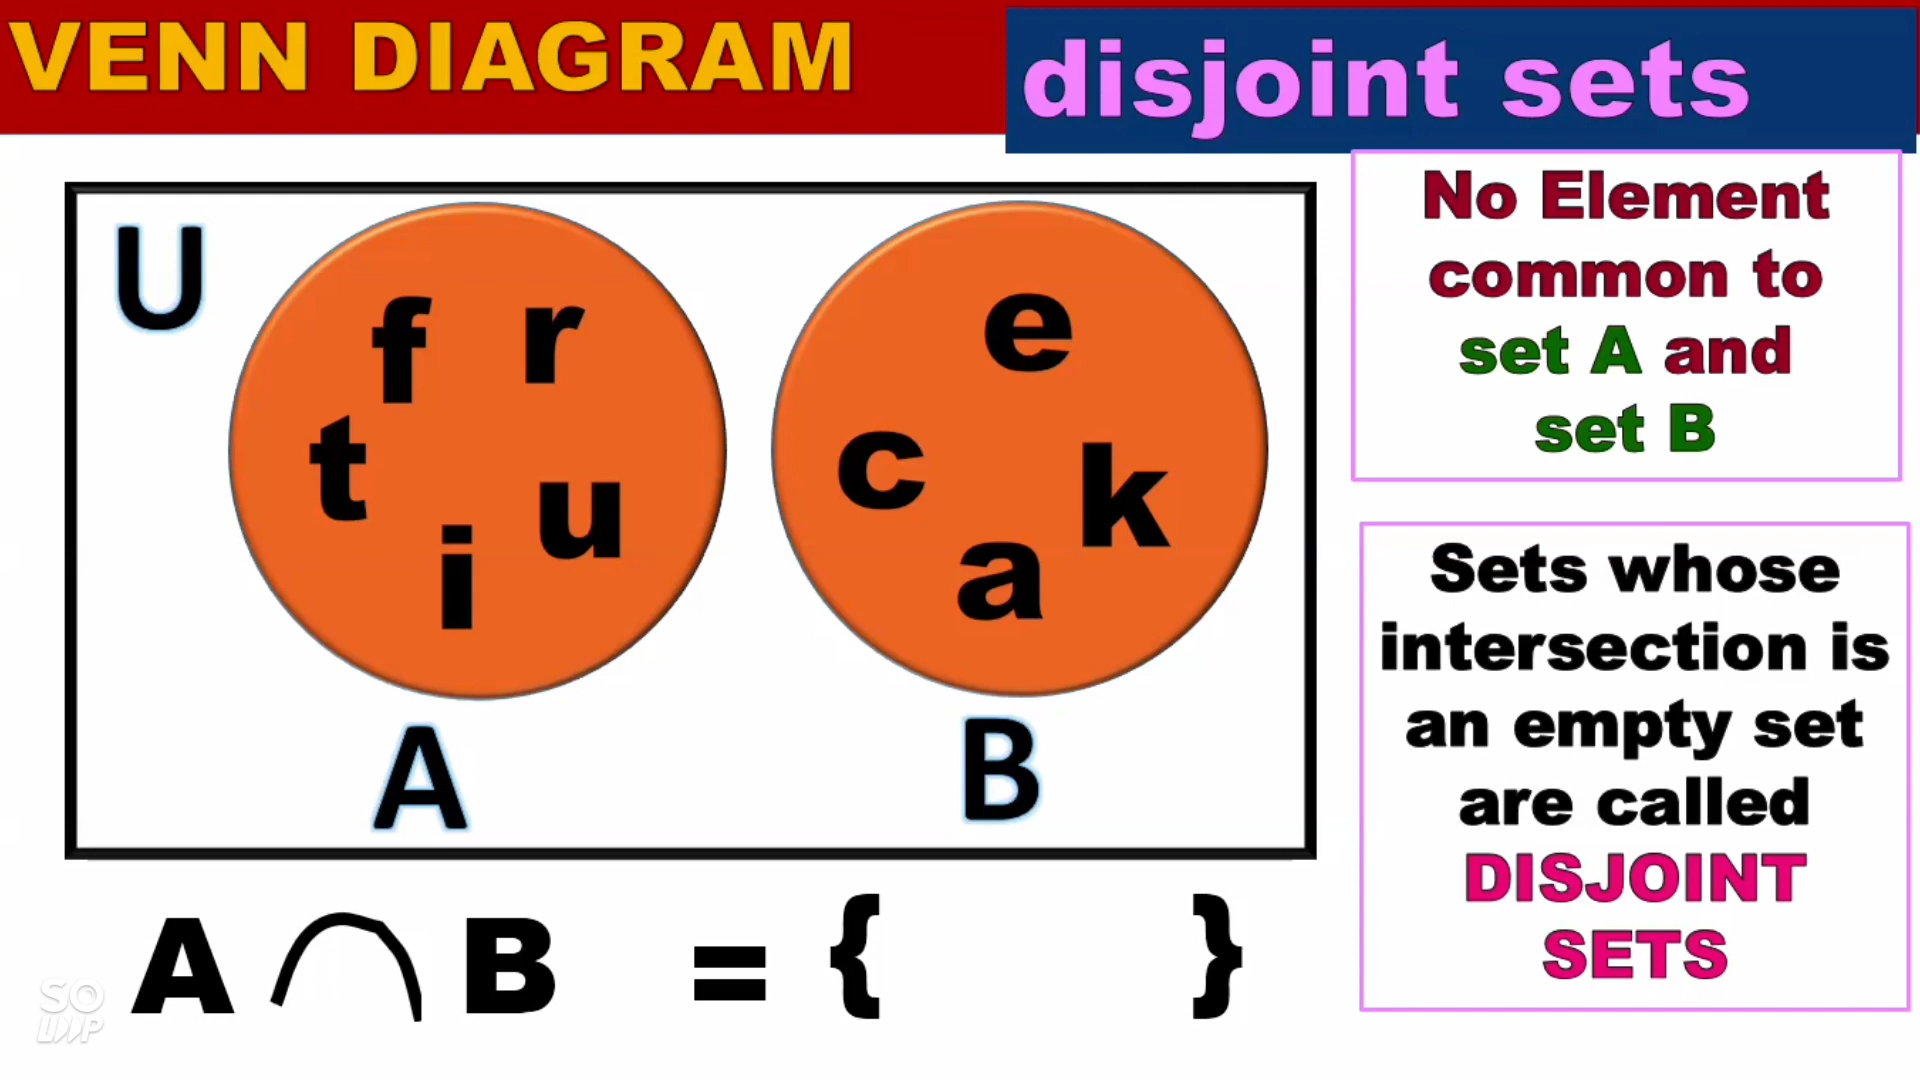 VENN DIAGRAM
disjoint sets
U
f r
t
u
i
A
e
c
k
a
B
A ∩ B = { }
No Element
common to
set A and
set B
Sets whose
intersection is
an empty set
are called
DISJOINT
SETS